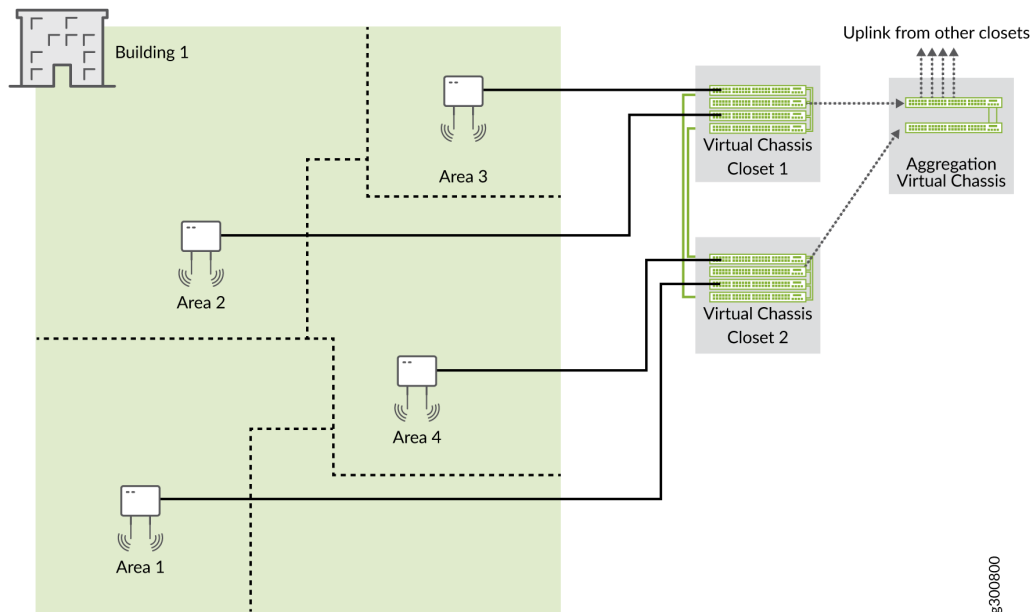 Uplink from other closets
Building 1
Area 3
Virtual Chassis
Closet 1
Aggregation
Virtual Chassis
Area 2
Virtual Chassis
Closet 2
Area 4
Area 1
g300800